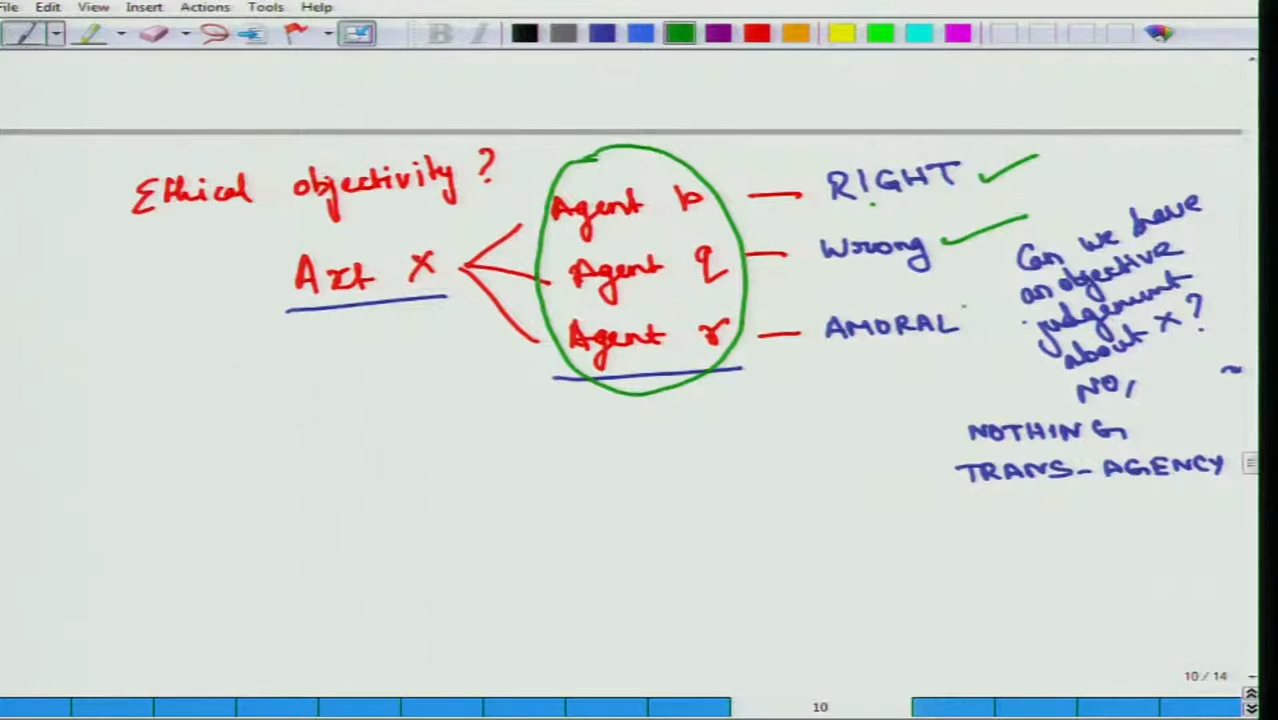 File Edit View Insert Actions Tools Help
Ethical objectivity?
Act X
Agent p — RIGHT ✓
Agent q — Wrong ✓
Agent r — AMORAL
Can we have
an objective
judgement
about X?
NO,
NOTHING
TRANS-AGENCY
10 / 14
10